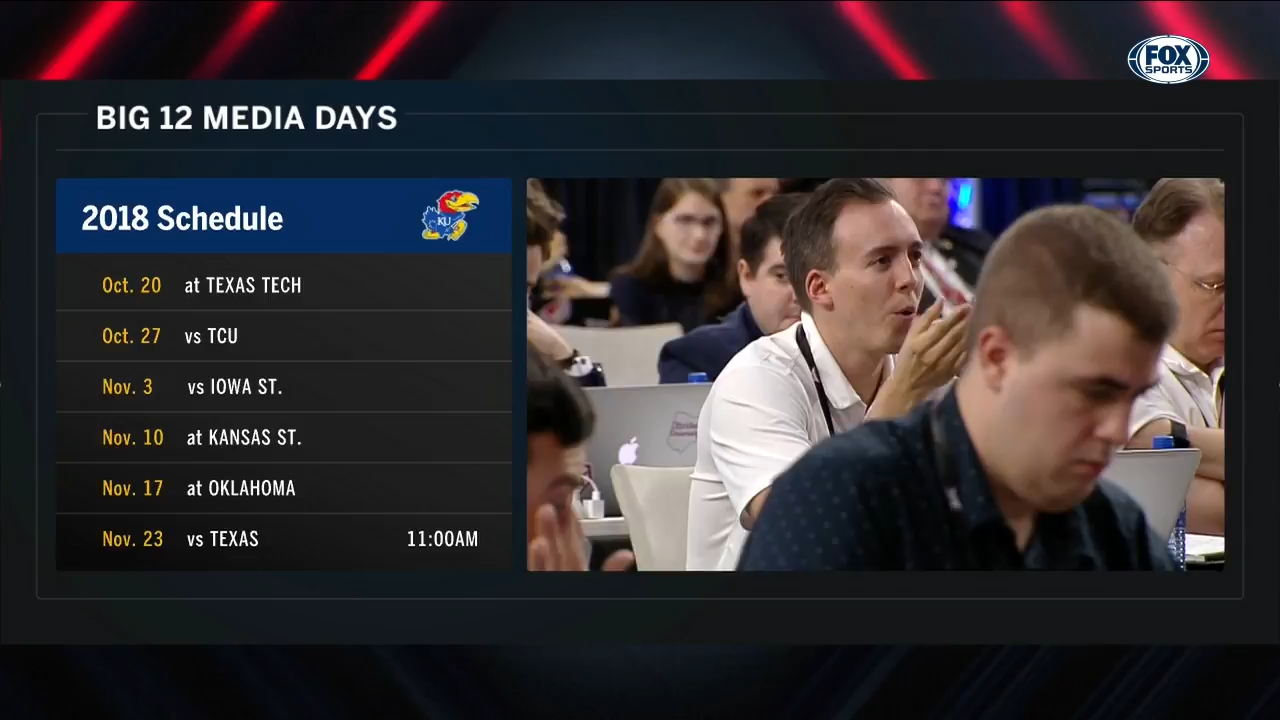 FOX
SPORTS
BIG 12 MEDIA DAYS
2018 Schedule
KU
Oct. 20 at TEXAS TECH
Oct. 27 vs TCU
Nov. 3 vs IOWA ST.
Nov. 10 at KANSAS ST.
Nov. 17 at OKLAHOMA
Nov. 23 vs TEXAS 11:00AM